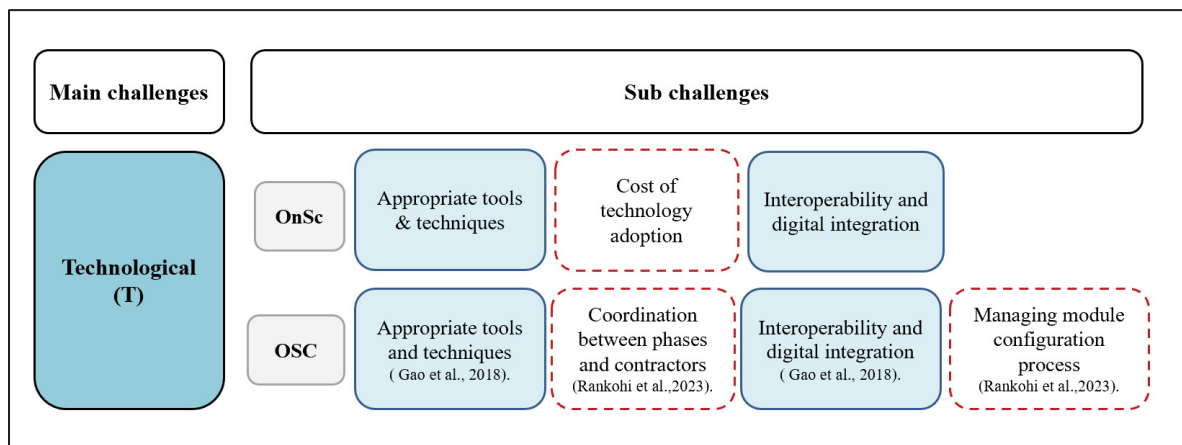 Main challenges
Sub challenges
Technological
(T)
OnSc
Appropriate tools
& techniques
Cost of
technology
adoption
Interoperability and
digital integration
OSC
Appropriate tools
and techniques
( Gao et al., 2018).
Coordination
between phases
and contractors
(Rankohi et al.,2023).
Interoperability and
digital integration
( Gao et al., 2018).
Managing module
configuration
process
(Rankohi et al.,2023).